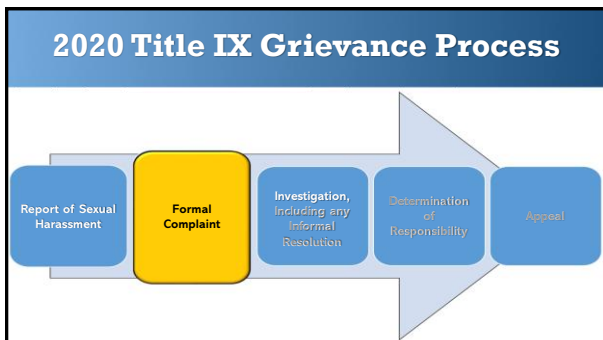 2020 Title IX Grievance Process
Report of Sexual
Harassment
Formal
Complaint
Investigation,
Including any
Informal
Resolution
Determination
of
Responsibility
Appeal